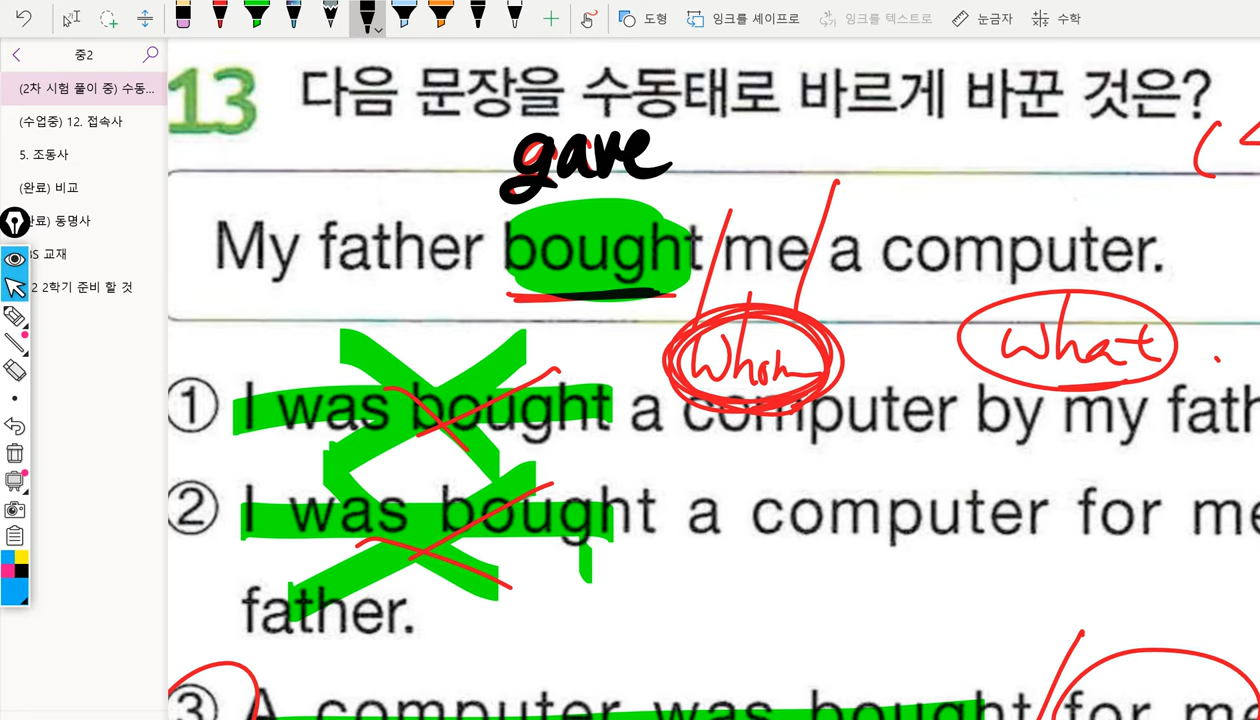 도형
잉크를 셰이프로
잉크를 텍스트로
눈금자
수학
중2
(2차 시험 풀이 중) 수동...
(수업중) 12. 접속사
5. 조동사
(완료) 비교
료) 동명사
교재
2 2학기 준비 할 것
13 다음 문장을 수동태로 바르게 바꾼 것은?
gave
My father bought me a computer.
whom
what
① I was bought a computer by my fath
② I was bought a computer for me
father.
③ A computer was bought for me